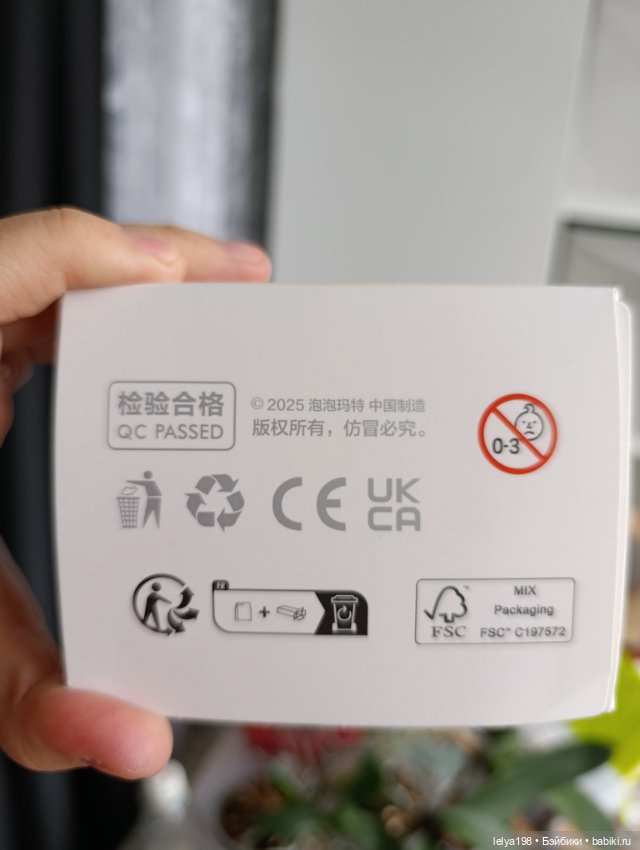 检验合格
QC PASSED
© 2025 泡泡玛特 中国制造
版权所有，仿冒必究。
0-3
CE
UK
CA
FR
+
FSC
MIX
Packaging
FSC™ C197572
lelya198 • Бэйбики • babiki.ru